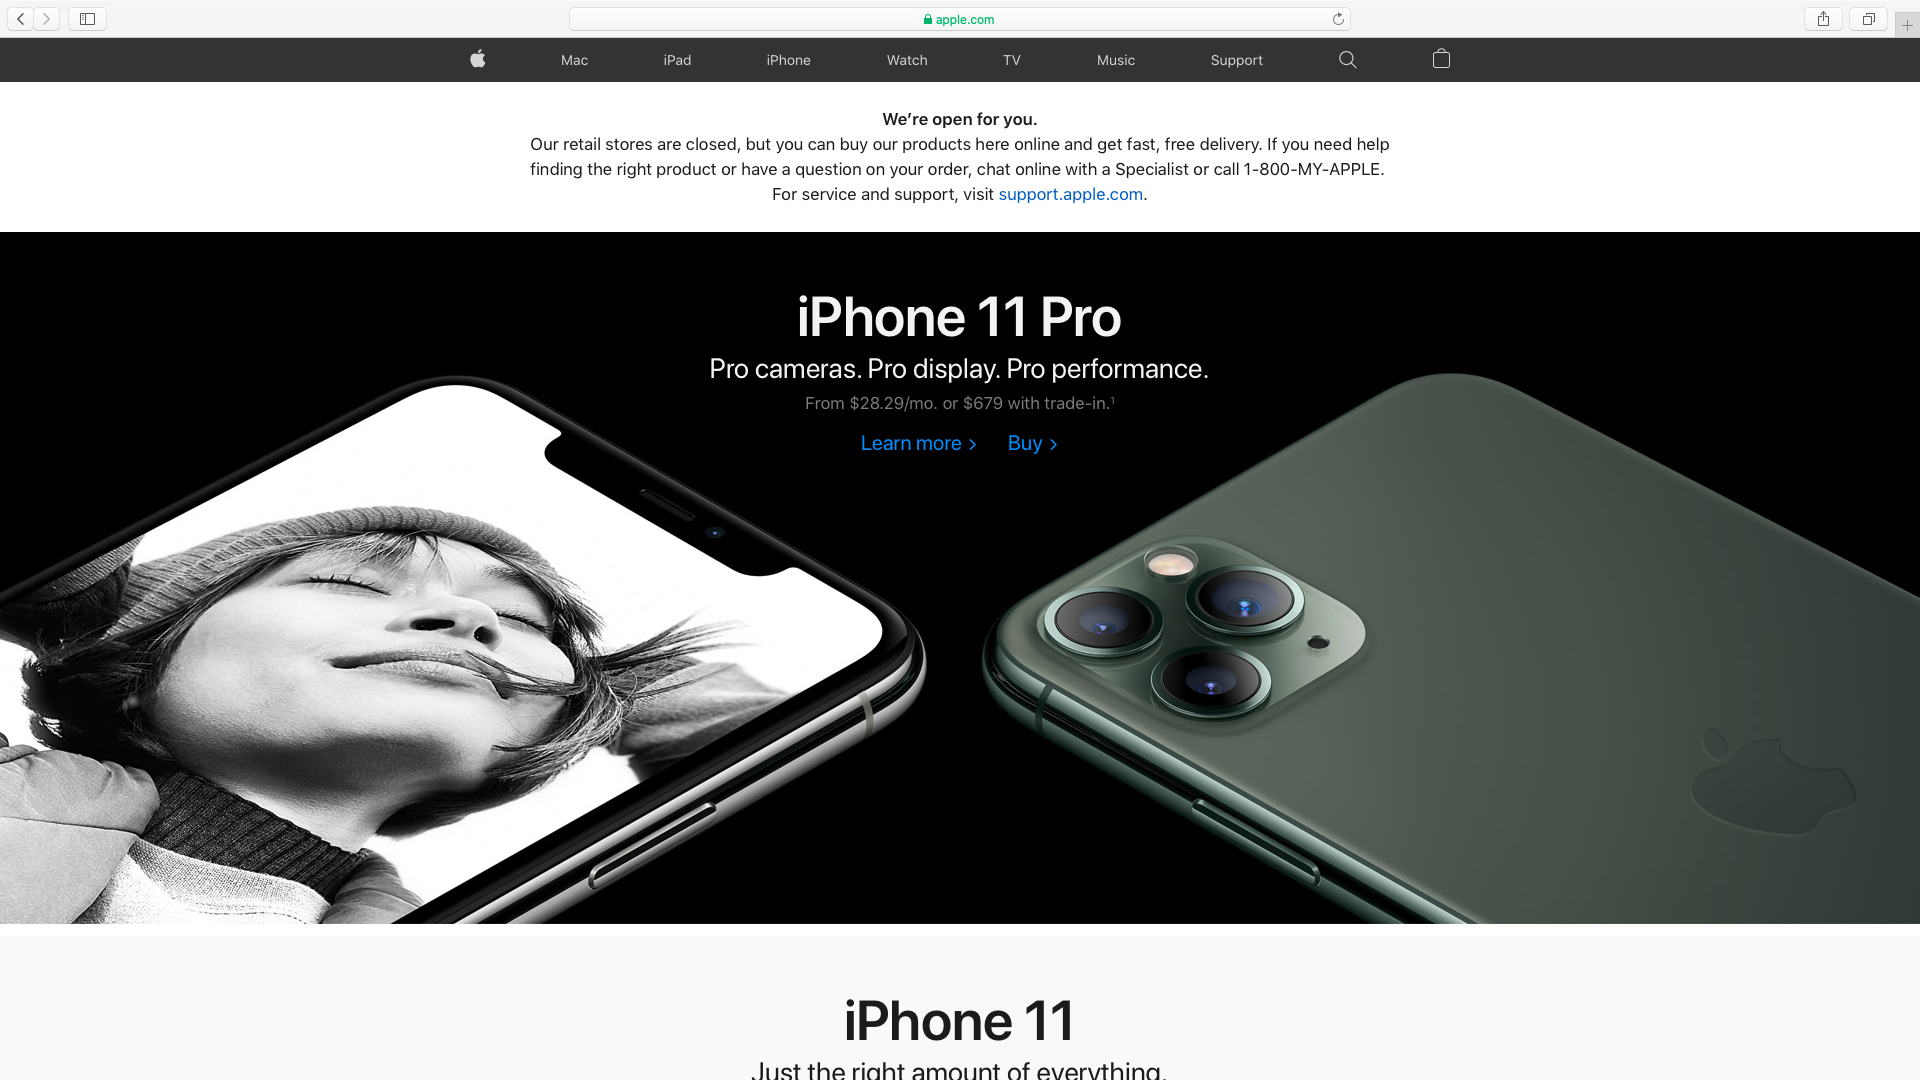 apple.com
Mac iPad iPhone Watch TV Music Support
We’re open for you.
Our retail stores are closed, but you can buy our products here online and get fast, free delivery. If you need help
finding the right product or have a question on your order, chat online with a Specialist or call 1-800-MY-APPLE.
For service and support, visit support.apple.com.
iPhone 11 Pro
Pro cameras. Pro display. Pro performance.
From $28.29/mo. or $679 with trade-in.¹
Learn more > Buy >
iPhone 11
Just the right amount of everything.